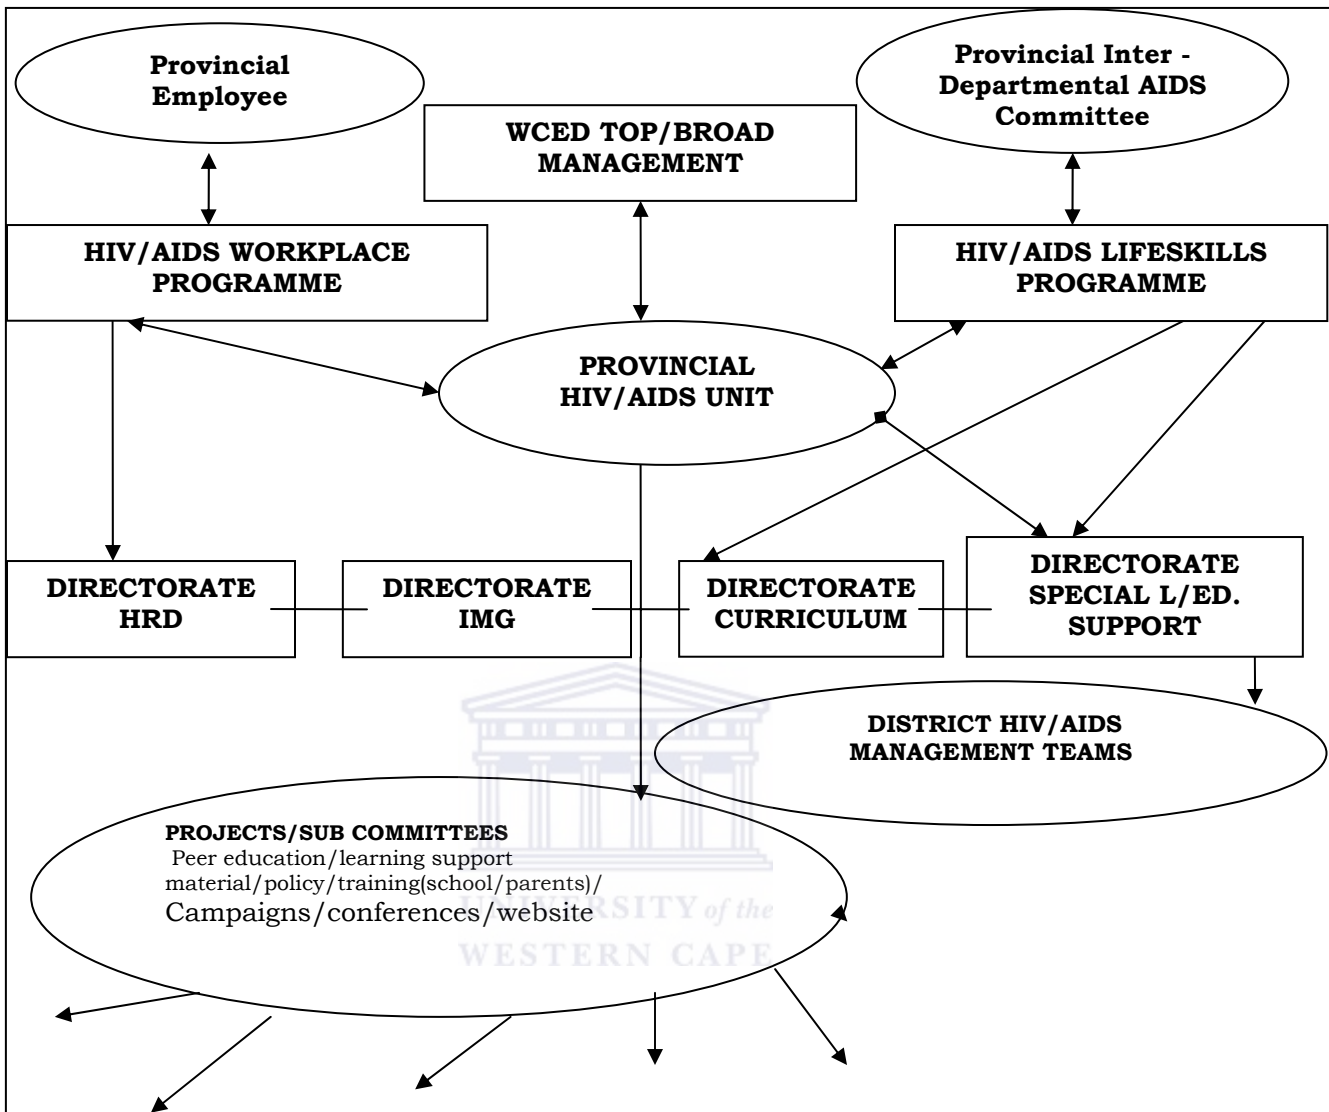 Provincial
Employee
Provincial Inter -
Departmental AIDS
Committee
WCED TOP/BROAD
MANAGEMENT
HIV/AIDS WORKPLACE
PROGRAMME
HIV/AIDS LIFESKILLS
PROGRAMME
PROVINCIAL
HIV/AIDS UNIT
DIRECTORATE
HRD
DIRECTORATE
IMG
DIRECTORATE
CURRICULUM
DIRECTORATE
SPECIAL L/ED.
SUPPORT
DISTRICT HIV/AIDS
MANAGEMENT TEAMS
PROJECTS/SUB COMMITTEES
Peer education/learning support
material/policy/training(school/parents)/
Campaigns/conferences/website
UNIVERSITY of the
WESTERN CAPE